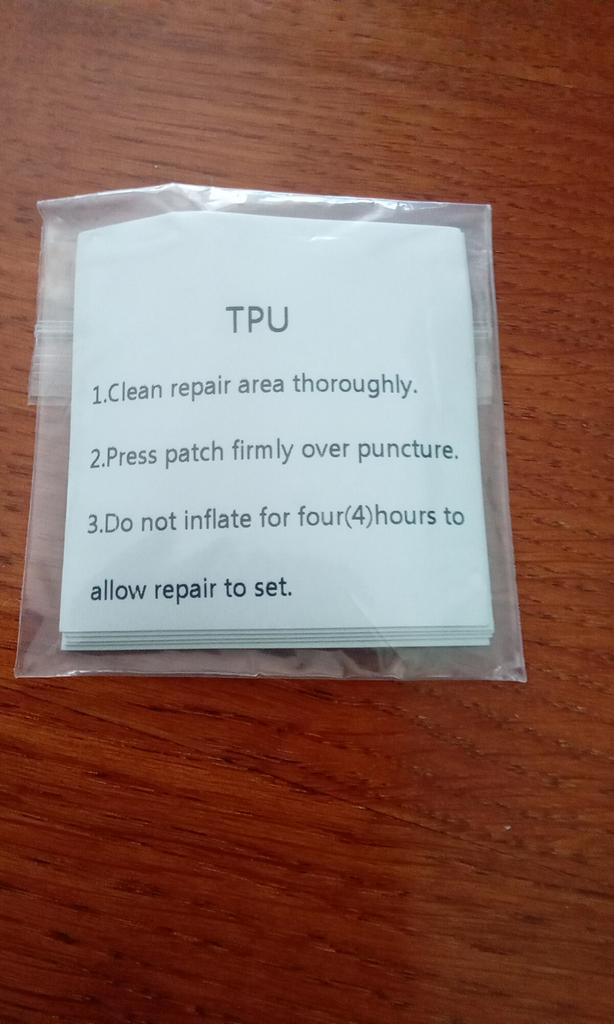 TPU
1.Clean repair area thoroughly.
2.Press patch firmly over puncture.
3.Do not inflate for four(4)hours to
allow repair to set.